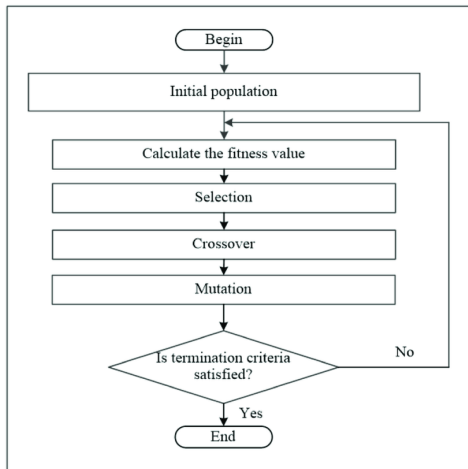 Begin
Initial population
Calculate the fitness value
Selection
Crossover
Mutation
Is termination criteria
satisfied?
No
Yes
End